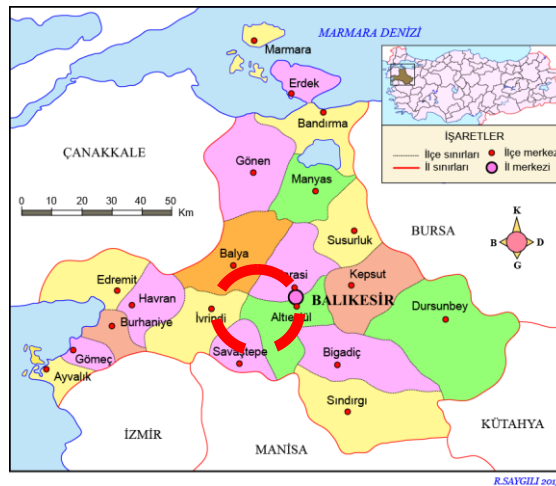 MARMARA DENİZİ
Marmara
Erdek
Bandırma
İŞARETLER
İlçe sınırları
İlçe merkezi
İl sınırları
İl merkezi
ÇANAKKALE
Gönen
Manyas
0 10 20 30 40 50
Km
BURSA
K
B D
G
Susurluk
Balya
Kepsut
Edremit
Havran
İvrindi
BALIKESİR
Dursunbey
Burhaniye
Gömeç
Savaştepe
Bigadiç
Ayvalık
Sındırgı
İZMİR
MANİSA
KÜTAHYA